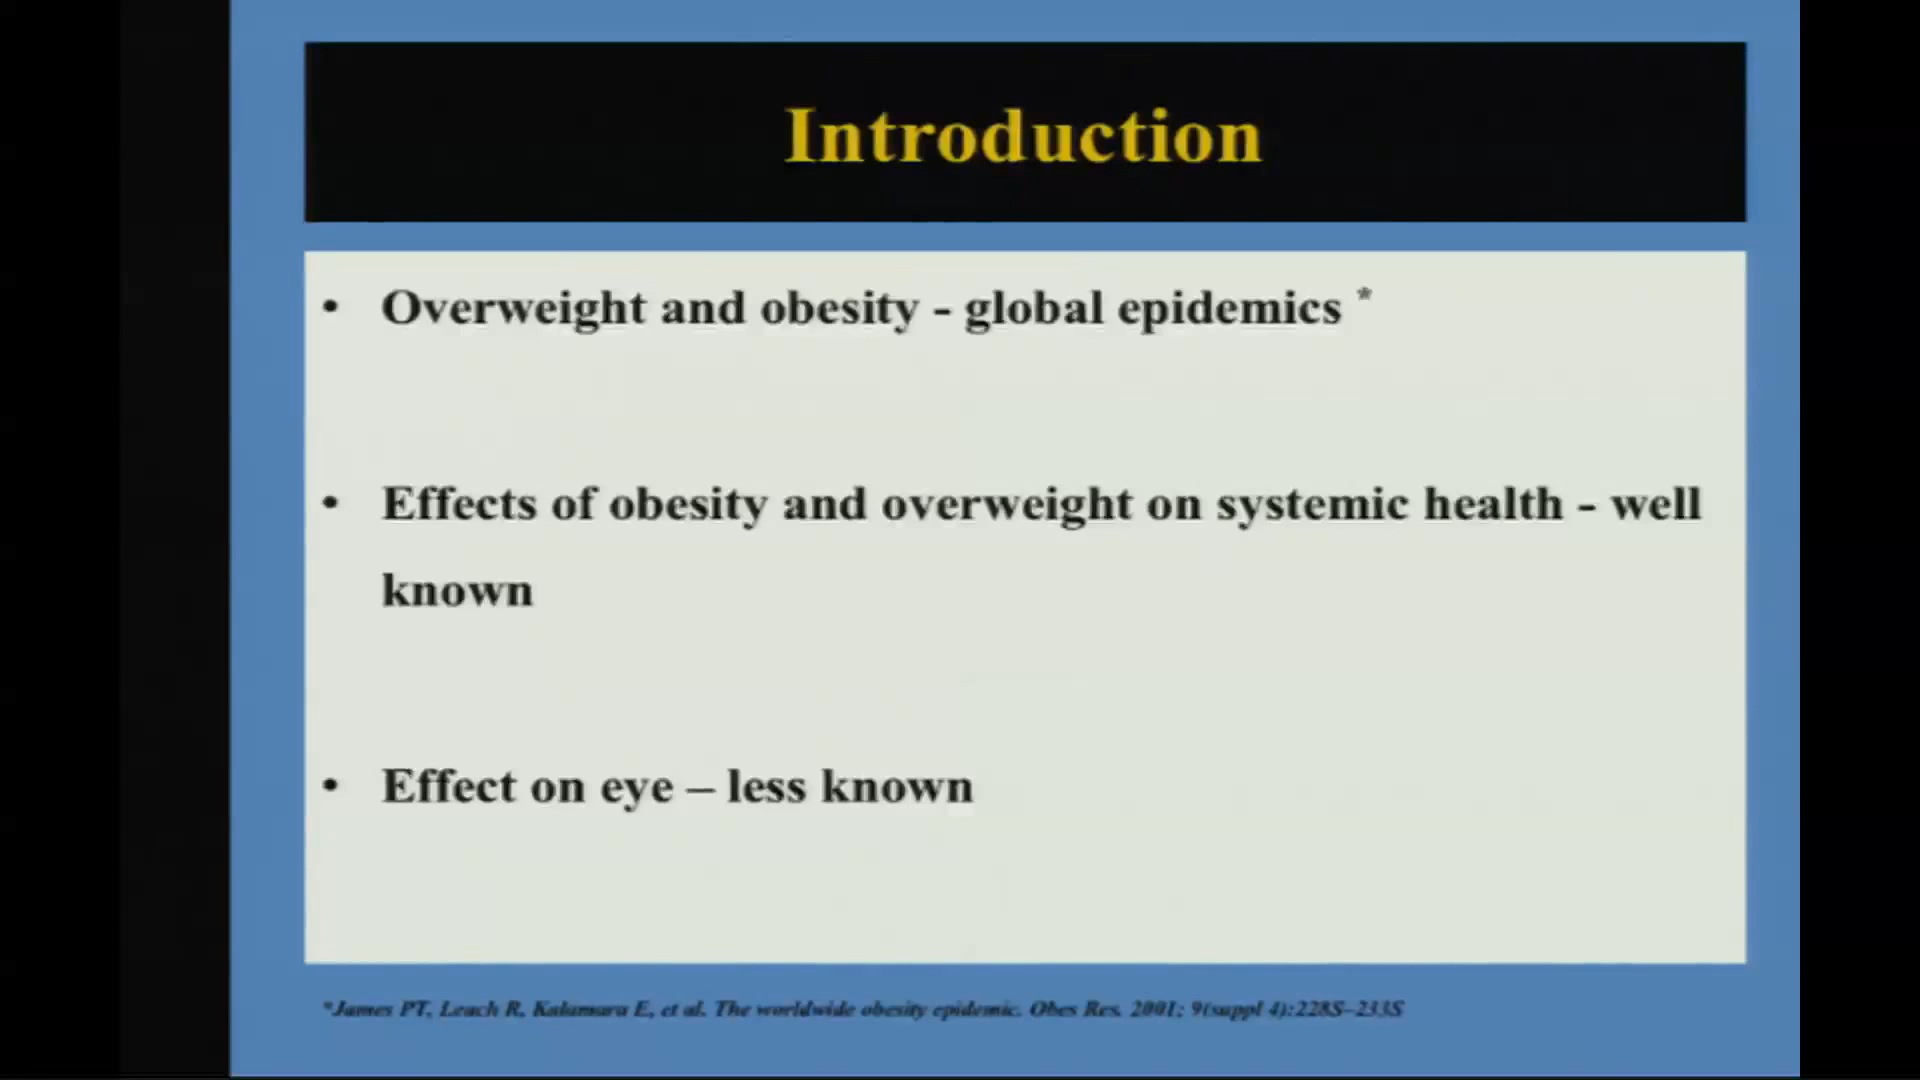 Introduction
• Overweight and obesity - global epidemics *
• Effects of obesity and overweight on systemic health - well
known
• Effect on eye – less known
*James PT, Leach R, Kalamara E, et al. The worldwide obesity epidemic. Obes Res. 2001; 9(suppl 4):228S–233S